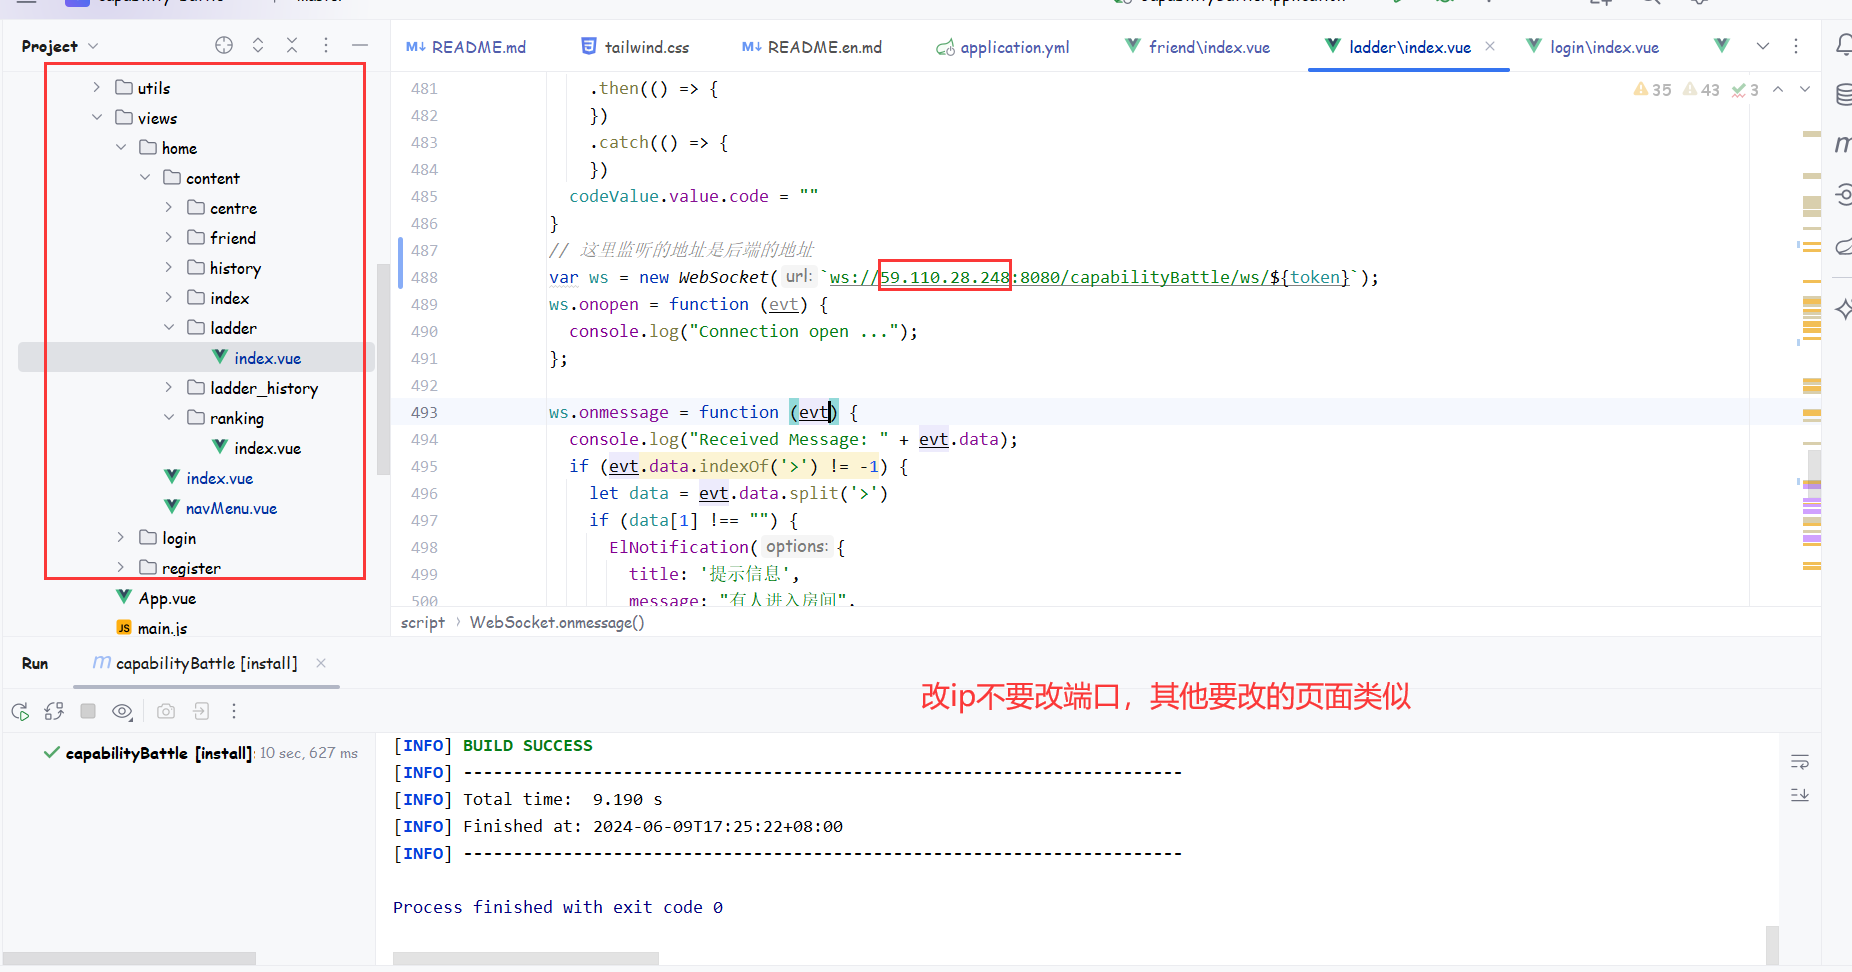 Project
README.md
tailwind.css
README.en.md
application.yml
friend\index.vue
ladder\index.vue
login\index.vue
utils
views
home
content
centre
friend
history
index
ladder
index.vue
ladder_history
ranking
index.vue
index.vue
navMenu.vue
login
register
App.vue
main.js
35 43 3
481 .then(() => {
482 })
483 .catch(() => {
484 })
485 codeValue.value.code = ""
486 }
487 // 这里监听的地址是后端的地址
488 var ws = new WebSocket( url: `ws://59.110.28.248:8080/capabilityBattle/ws/${token}`);
489 ws.onopen = function (evt) {
490 console.log("Connection open ...");
491 };
492
493 ws.onmessage = function (evt) {
494 console.log("Received Message: " + evt.data);
495 if (evt.data.indexOf('>') != -1) {
496 let data = evt.data.split('>')
497 if (data[1] !== "") {
498 ElNotification( options: {
499 title: '提示信息',
500 message: "有人进入房间",
script › WebSocket.onmessage()
Run capabilityBattle [install]
改ip不要改端口，其他要改的页面类似
capabilityBattle [install]: 10 sec, 627 ms
[INFO] BUILD SUCCESS
[INFO] ------------------------------------------------------------------------
[INFO] Total time:  9.190 s
[INFO] Finished at: 2024-06-09T17:25:22+08:00
[INFO] ------------------------------------------------------------------------
Process finished with exit code 0